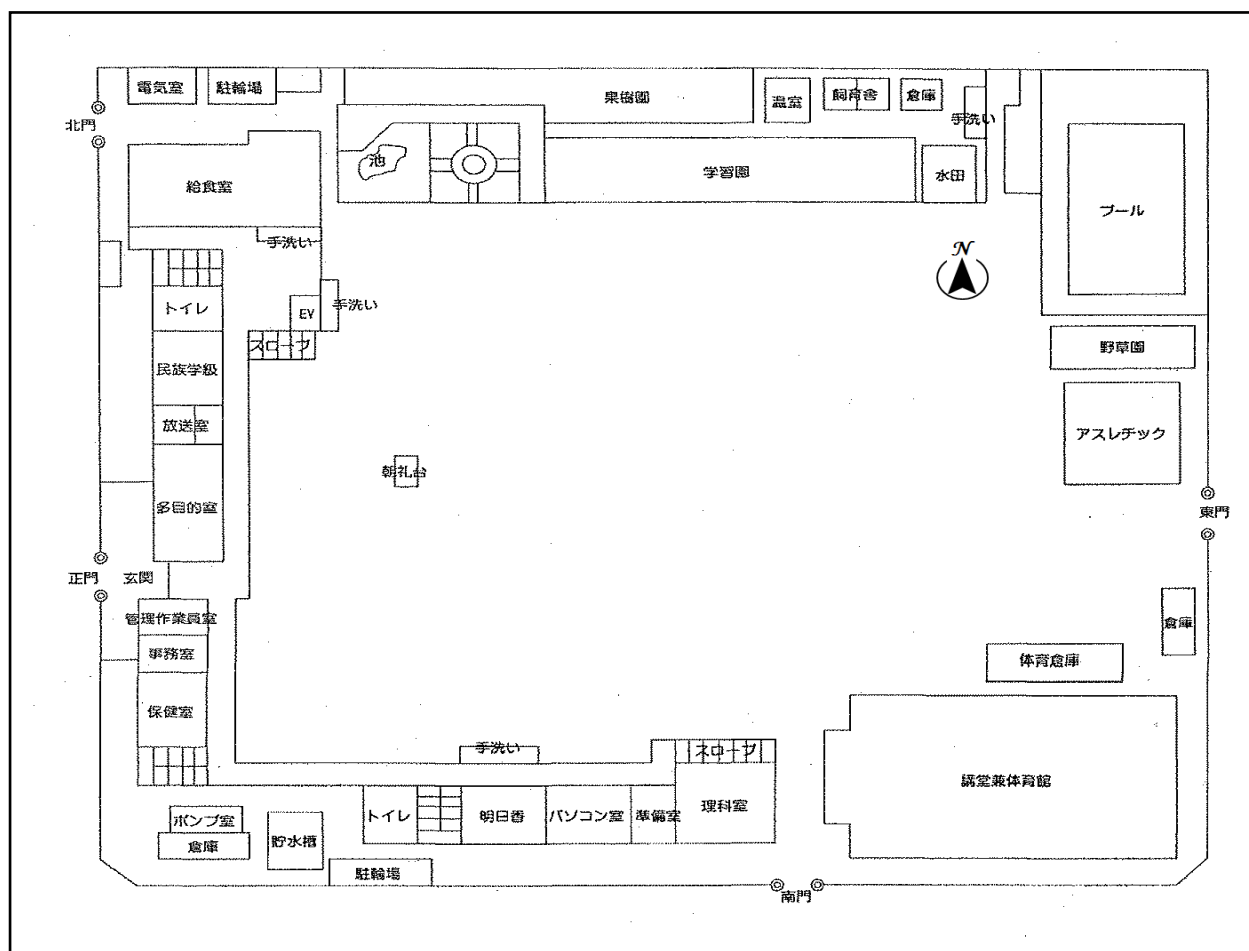 電気室
駐輪場
果樹園
温室
飼育舎
倉庫
手洗い
北門
給食室
池
学習園
水田
プール
手洗い
N
トイレ
EV
手洗い
スロープ
野草園
民族学級
放送室
アスレチック
朝礼台
多目的室
東門
正門
玄関
管理作業員室
倉庫
事務室
体育倉庫
保健室
手洗い
スロープ
講堂兼体育館
ポンプ室
倉庫
貯水槽
トイレ
明日香
パソコン室
準備室
理科室
駐輪場
南門